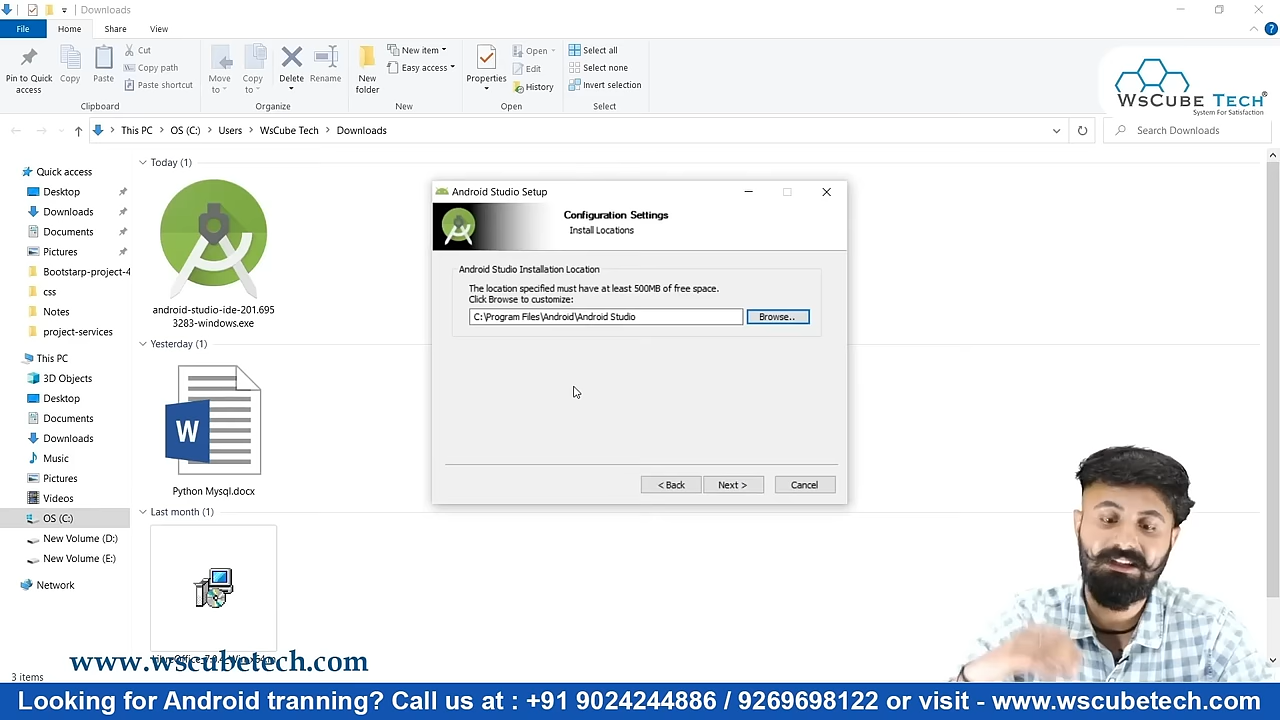 Downloads
File
Home
Share
View
Pin to Quick
access
Copy
Paste
Cut
Copy path
Paste shortcut
Clipboard
Move
to
Copy
to
Delete
Rename
Organize
New
folder
New item
Easy access
New
Properties
Open
Edit
History
Open
Select all
Select none
Invert selection
Select
WsCube Tech®
System For Satisfaction
This PC > OS (C:) > Users > WsCube Tech > Downloads
Search Downloads
Quick access
Desktop
Downloads
Documents
Pictures
Bootstarp-project-4
css
Notes
project-services
This PC
3D Objects
Desktop
Documents
Downloads
Music
Pictures
Videos
OS (C:)
New Volume (D:)
New Volume (E:)
Network
3 items
Today (1)
android-studio-ide-201.695
3283-windows.exe
Yesterday (1)
W
Python Mysql.docx
Last month (1)
Android Studio Setup
Configuration Settings
Install Locations
Android Studio Installation Location
The location specified must have at least 500MB of free space.
Click Browse to customize:
C:\Program Files\Android\Android Studio
Browse..
< Back
Next >
Cancel
www.wscubetech.com
Looking for Android tranning? Call us at : +91 9024244886 / 9269698122 or visit - www.wscubetech.com